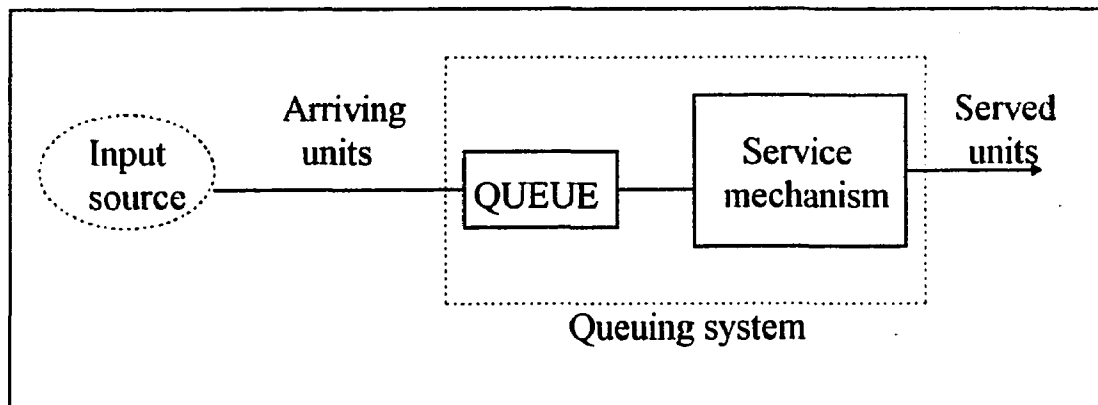 Input
source
Arriving
units
QUEUE
Service
mechanism
Served
units
Queuing system